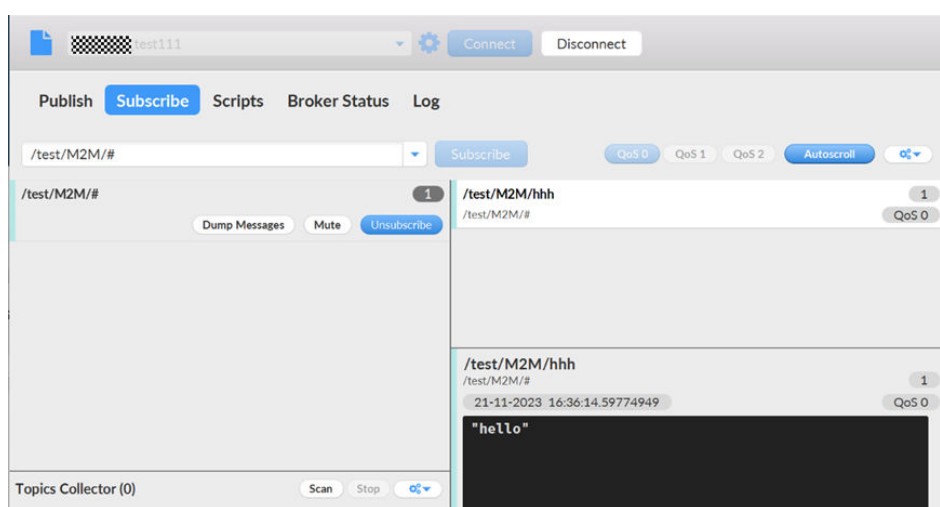 test111
Connect
Disconnect
Publish
Subscribe
Scripts
Broker Status
Log
/test/M2M/#
Subscribe
QoS 0
QoS 1
QoS 2
Autoscroll
/test/M2M/#
1
Dump Messages
Mute
Unsubscribe
/test/M2M/hhh
1
/test/M2M/#
QoS 0
/test/M2M/hhh
/test/M2M/#
1
21-11-2023 16:36:14.59774949
QoS 0
"hello"
Topics Collector (0)
Scan
Stop